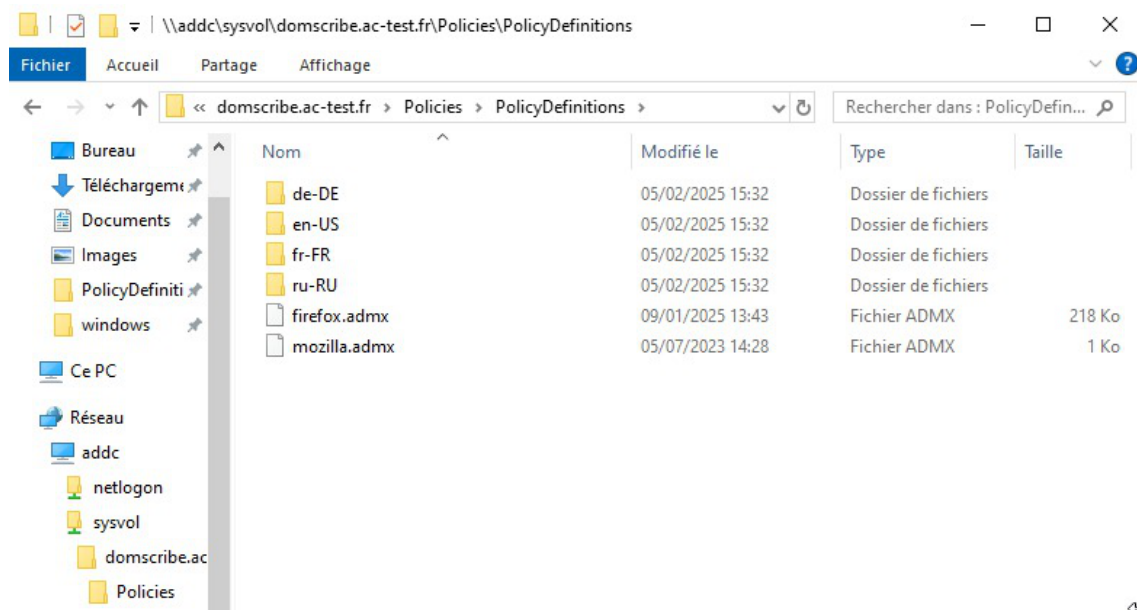 \\addc\sysvol\domscribe.ac-test.fr\Policies\PolicyDefinitions
Fichier Accueil Partage Affichage
« domscribe.ac-test.fr > Policies > PolicyDefinitions > Rechercher dans : PolicyDefin...
Nom Modifié le Type Taille
Bureau
Téléchargeme
Documents
Images
PolicyDefiniti
windows
Ce PC
Réseau
addc
netlogon
sysvol
domscribe.ac
Policies
de-DE 05/02/2025 15:32 Dossier de fichiers
en-US 05/02/2025 15:32 Dossier de fichiers
fr-FR 05/02/2025 15:32 Dossier de fichiers
ru-RU 05/02/2025 15:32 Dossier de fichiers
firefox.admx 09/01/2025 13:43 Fichier ADMX 218 Ko
mozilla.admx 05/07/2023 14:28 Fichier ADMX 1 Ko